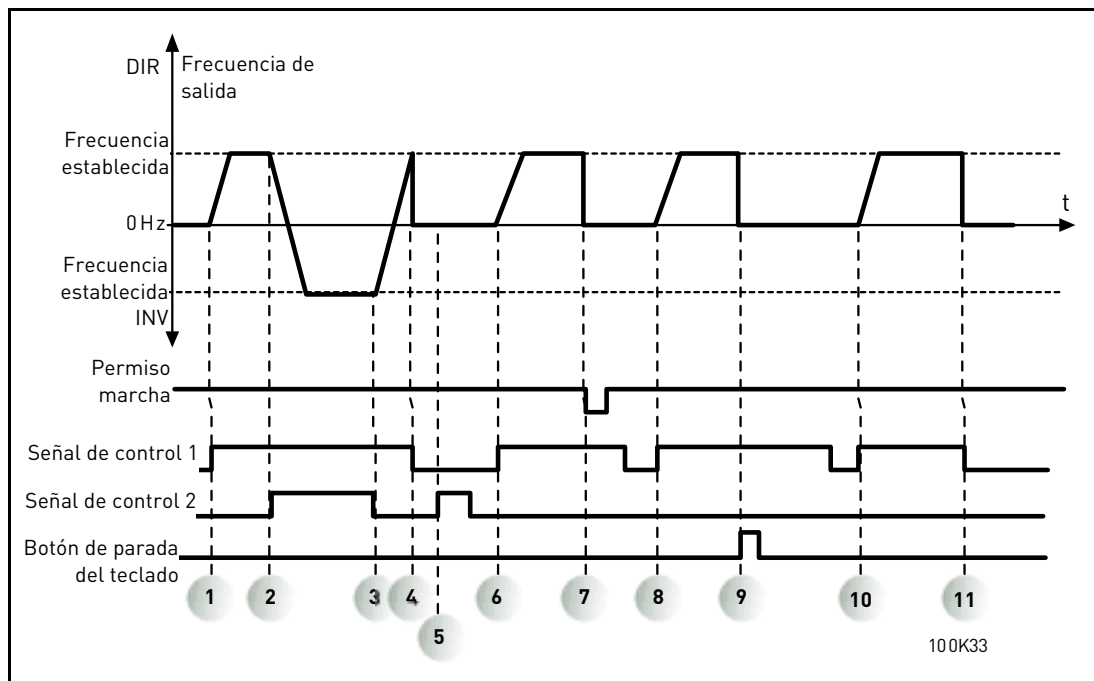 DIR
Frecuencia de
salida
Frecuencia
establecida
t
0 Hz
Frecuencia
establecida
INV
Permiso
marcha
Señal de control 1
Señal de control 2
Botón de parada
del teclado
1 2 3 4 6 7 8 9 10 11
5
100K33